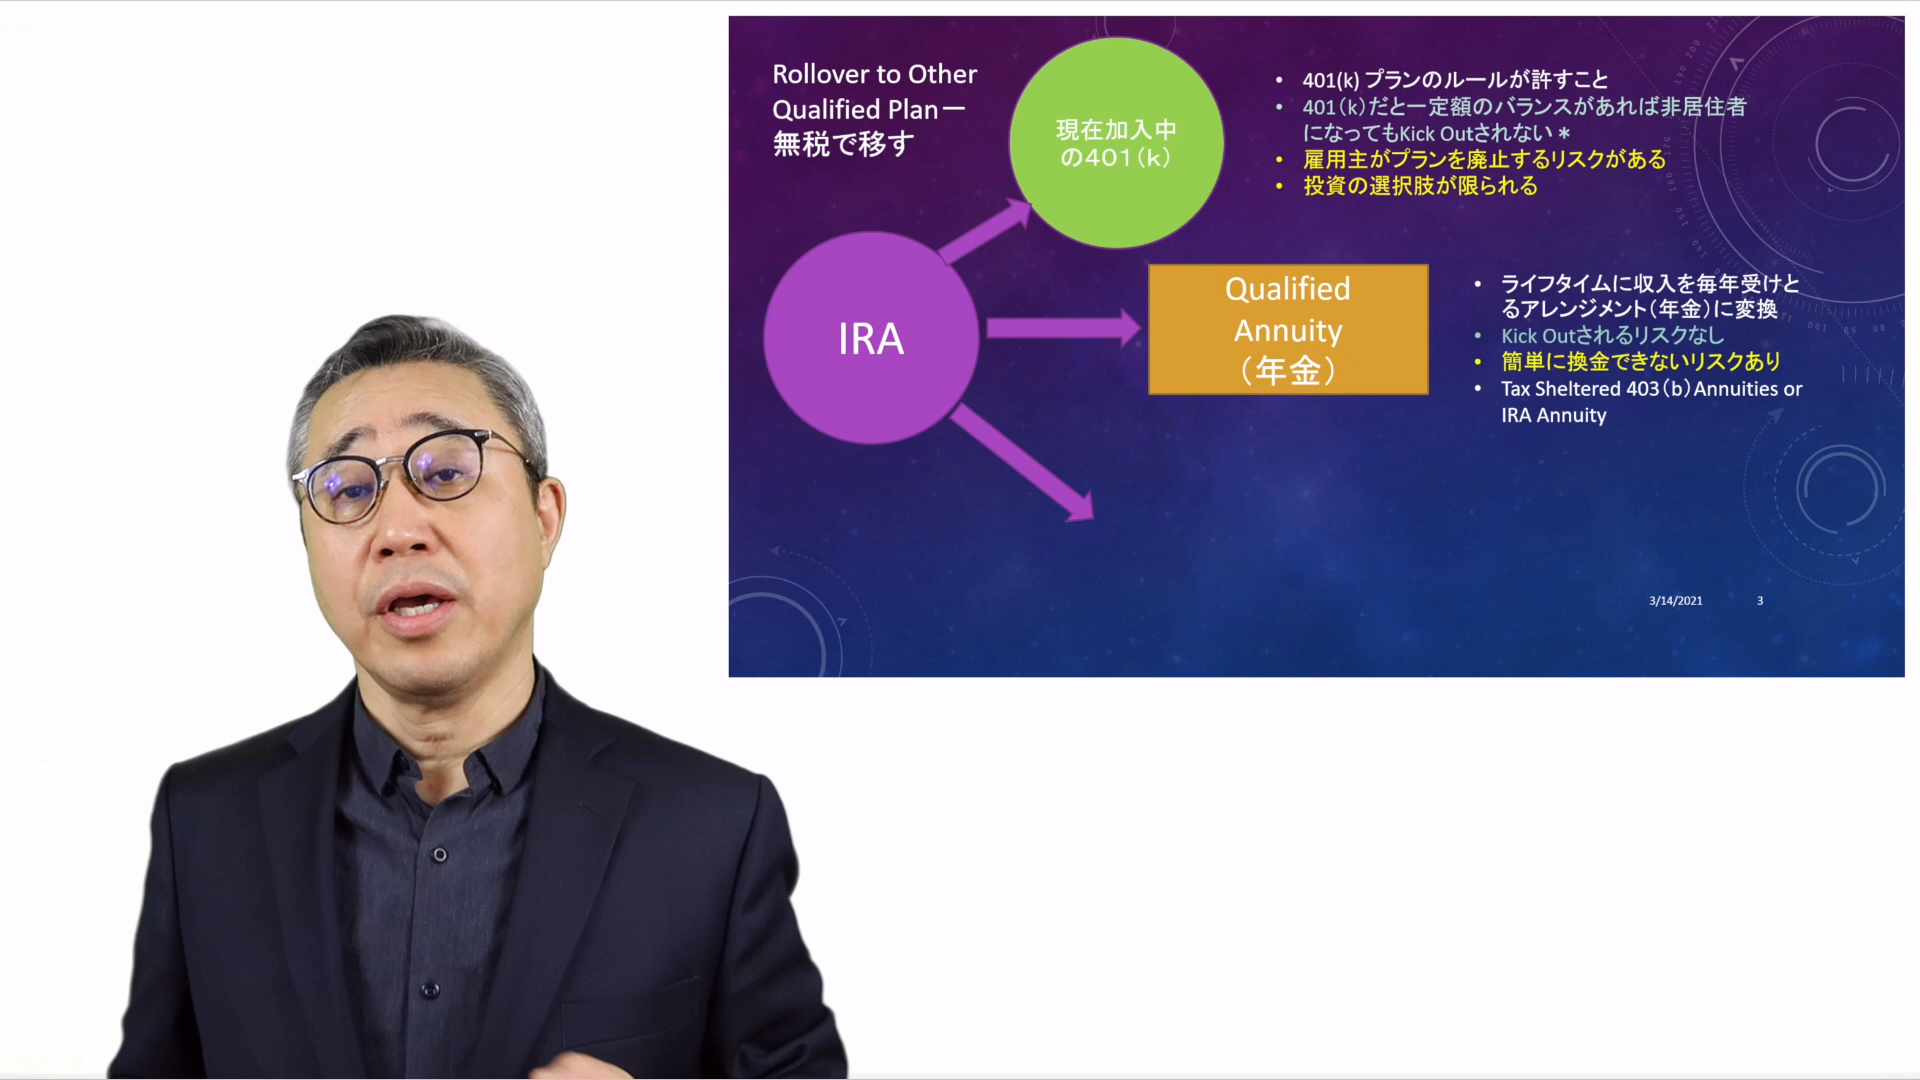 Rollover to Other
Qualified Plan－
無税で移す
現在加入中
の401（k）
• 401(k) プランのルールが許すこと
• 401（k）だと一定額のバランスがあれば非居住者
になってもKick Outされない＊
• 雇用主がプランを廃止するリスクがある
• 投資の選択肢が限られる
IRA
Qualified
Annuity
（年金）
• ライフタイムに収入を毎年受けと
るアレンジメント（年金）に変換
• Kick Outされるリスクなし
• 簡単に換金できないリスクあり
• Tax Sheltered 403（b）Annuities or
IRA Annuity
3/14/2021
3